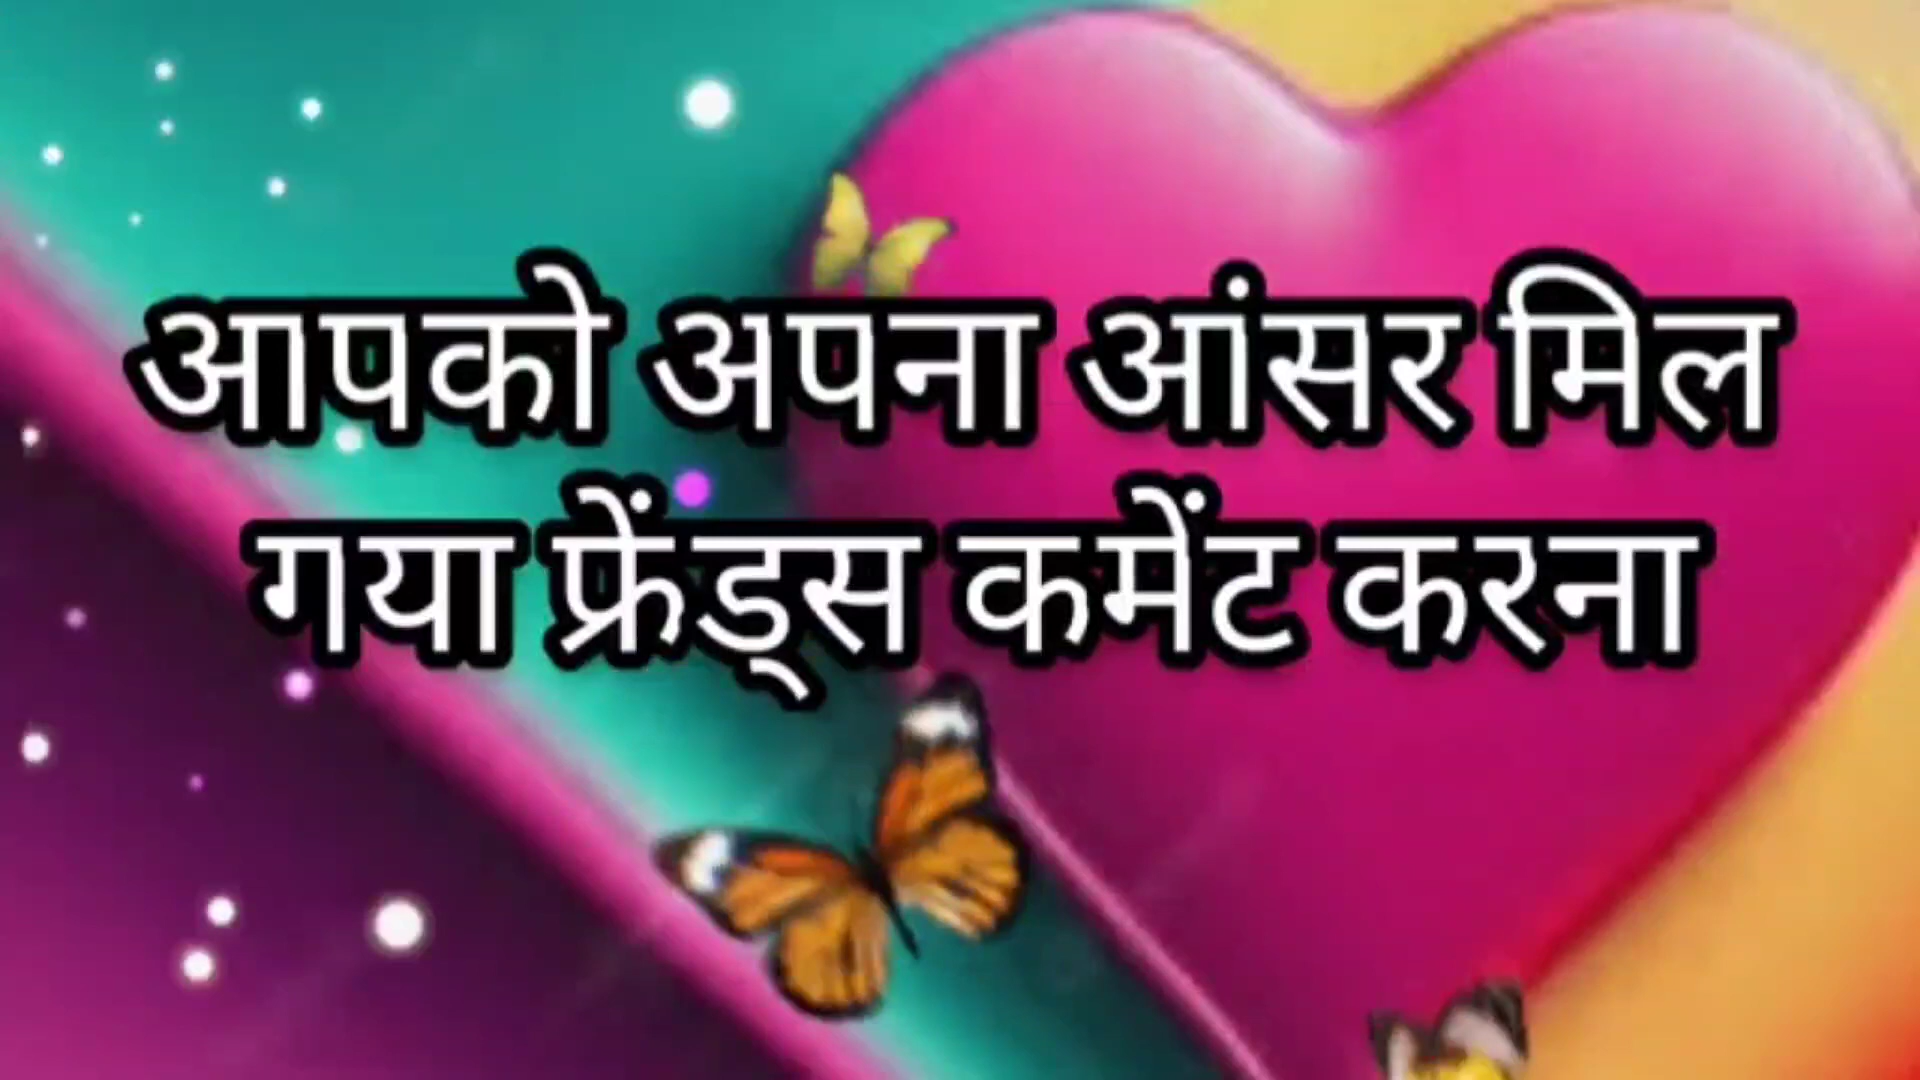 आपको अपना आंसर मिल
गया फ्रेंड्स कमेंट करना